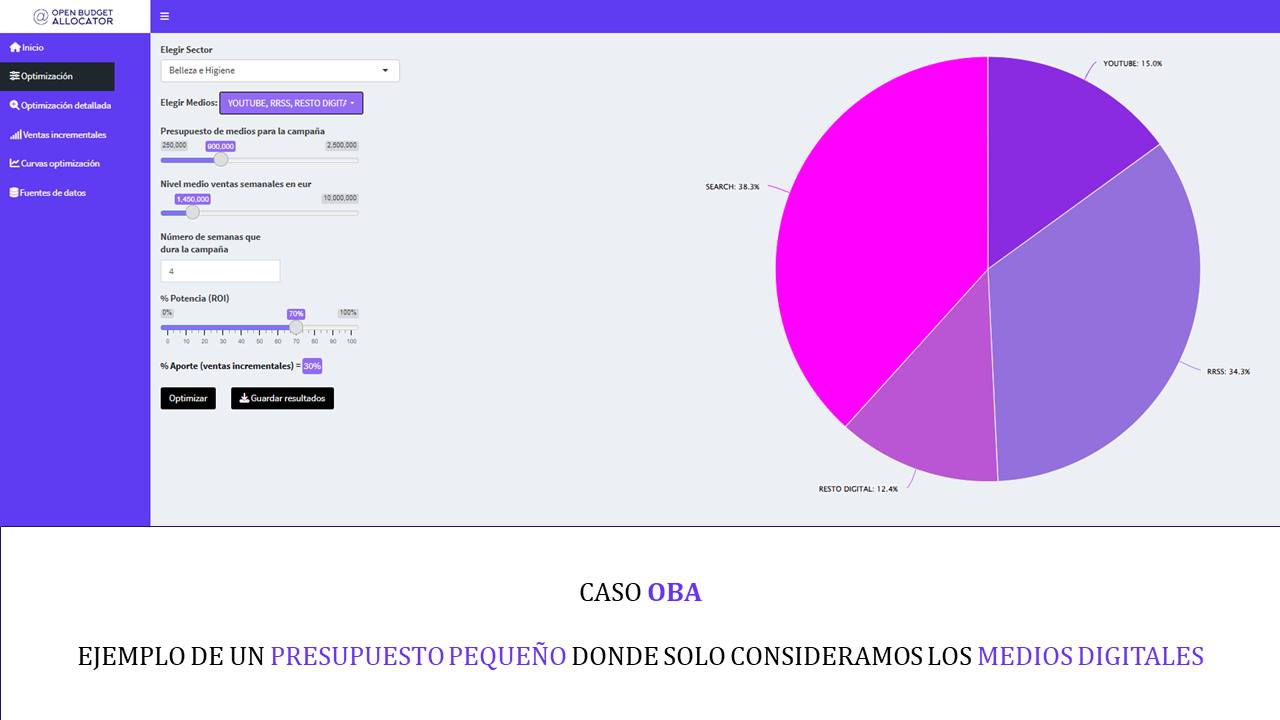 OPEN BUDGET
ALLOCATOR
Inicio
Optimización
Optimización detallada
Ventas incrementales
Curvas optimización
Fuentes de datos
Elegir Sector
Belleza e Higiene
Elegir Medios: YOUTUBE, RRSS, RESTO DIGITA
Presupuesto de medios para la campaña
250,000 900,000 2,500,000
Nivel medio ventas semanales en eur
1,450,000 10,000,000
Número de semanas que
dura la campaña
4
% Potencia (ROI)
0% 70% 100%
0 10 20 30 40 50 60 70 80 90 100
% Aporte (ventas incrementales) = 30%
Optimizar Guardar resultados
YOUTUBE: 15.0%
SEARCH: 38.3%
RRSS: 34.3%
RESTO DIGITAL: 12.4%
CASO OBA
EJEMPLO DE UN PRESUPUESTO PEQUEÑO DONDE SOLO CONSIDERAMOS LOS MEDIOS DIGITALES